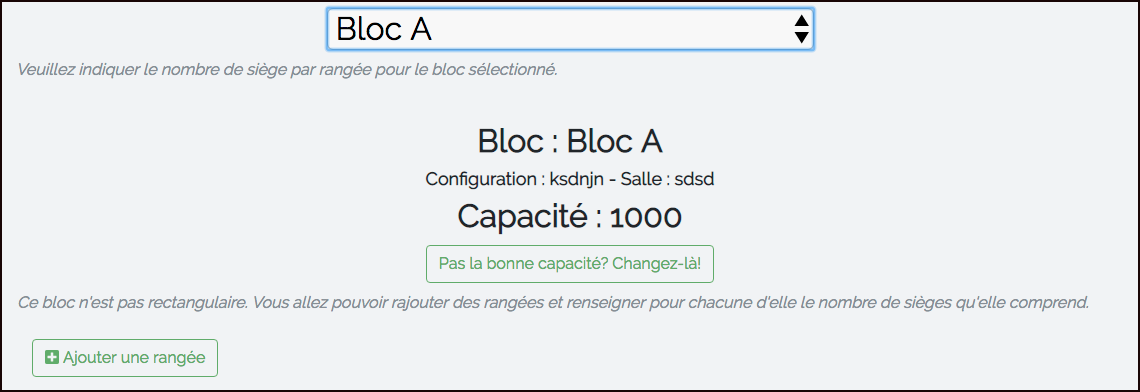 Bloc A
Veuillez indiquer le nombre de siège par rangée pour le bloc sélectionné.
Bloc : Bloc A
Configuration : ksdnjn - Salle : sdsd
Capacité : 1000
Pas la bonne capacité? Changez-là!
Ce bloc n'est pas rectangulaire. Vous allez pouvoir rajouter des rangées et renseigner pour chacune d'elle le nombre de sièges qu'elle comprend.
Ajouter une rangée